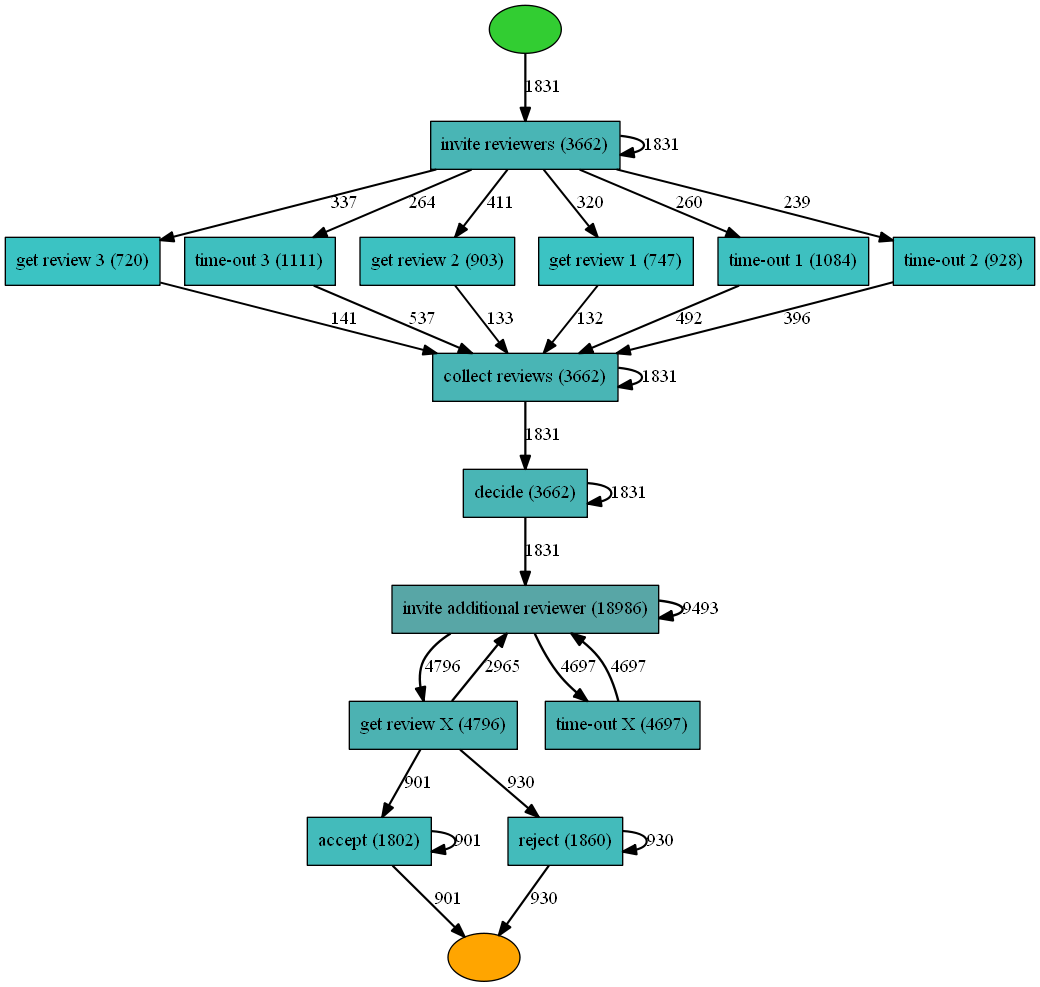 1831
invite reviewers (3662)
1831
337
264
411
320
260
239
get review 3 (720)
time-out 3 (1111)
get review 2 (903)
get review 1 (747)
time-out 1 (1084)
time-out 2 (928)
141
537
133
132
492
396
collect reviews (3662)
1831
1831
decide (3662)
1831
1831
invite additional reviewer (18986)
9493
4796
2965
4697
4697
get review X (4796)
time-out X (4697)
901
930
accept (1802)
901
reject (1860)
930
901
930